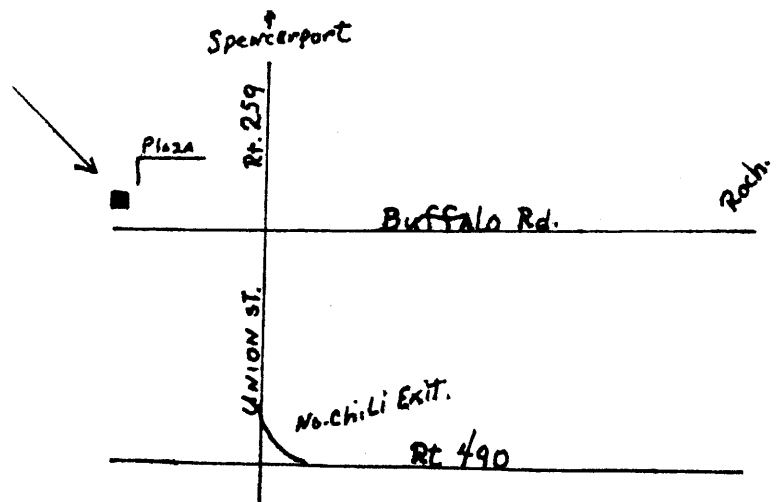 Spencerport
Rt. 259
Plaza
Roch.
Buffalo Rd.
UNION ST.
No. Chili Exit.
Rt 490